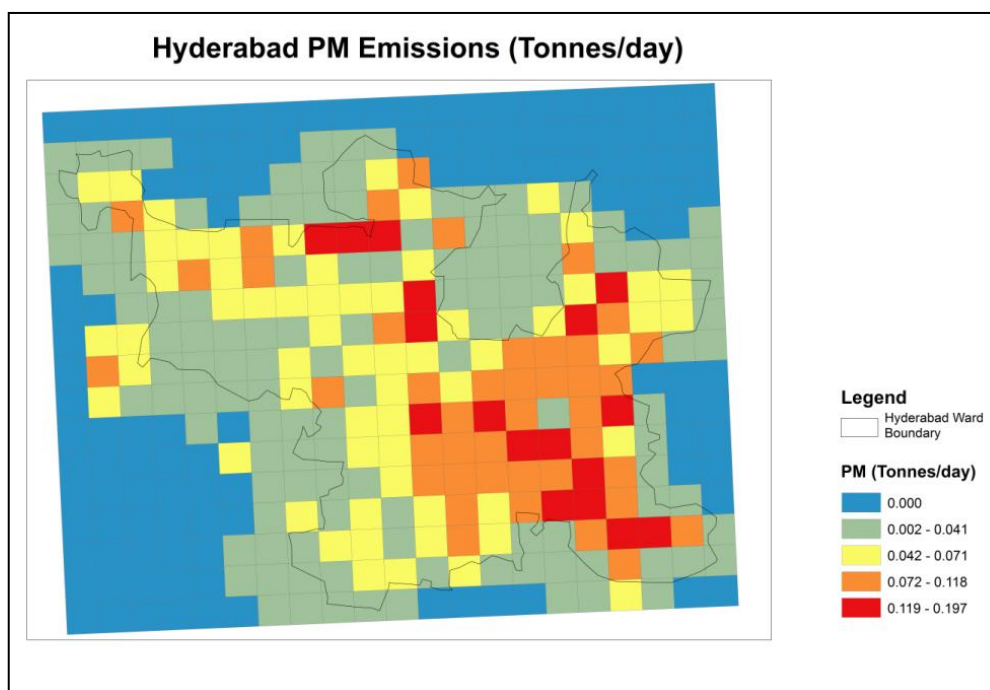 Hyderabad PM Emissions (Tonnes/day)
Legend
Hyderabad Ward
Boundary
PM (Tonnes/day)
0.000
0.002 - 0.041
0.042 - 0.071
0.072 - 0.118
0.119 - 0.197